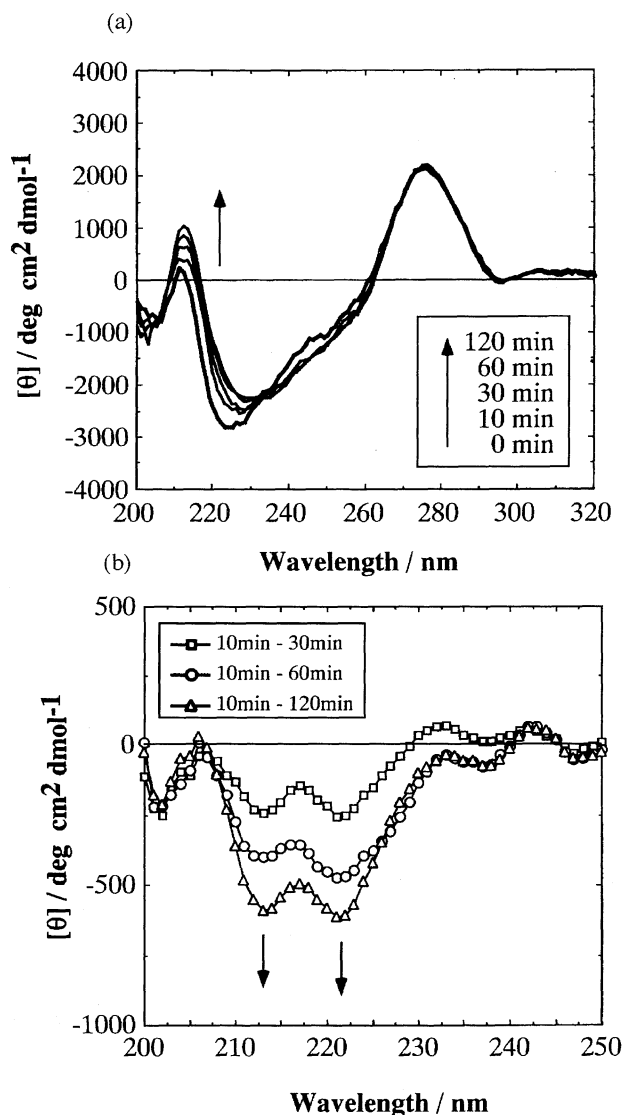 (a)
[θ] / deg cm2 dmol-1
4000
3000
2000
1000
0
-1000
-2000
-3000
-4000
120 min
60 min
30 min
10 min
0 min
200 220 240 260 280 300 320
Wavelength / nm
(b)
[θ] / deg cm2 dmol-1
500
0
-500
-1000
10min - 30min
10min - 60min
10min - 120min
200 210 220 230 240 250
Wavelength / nm